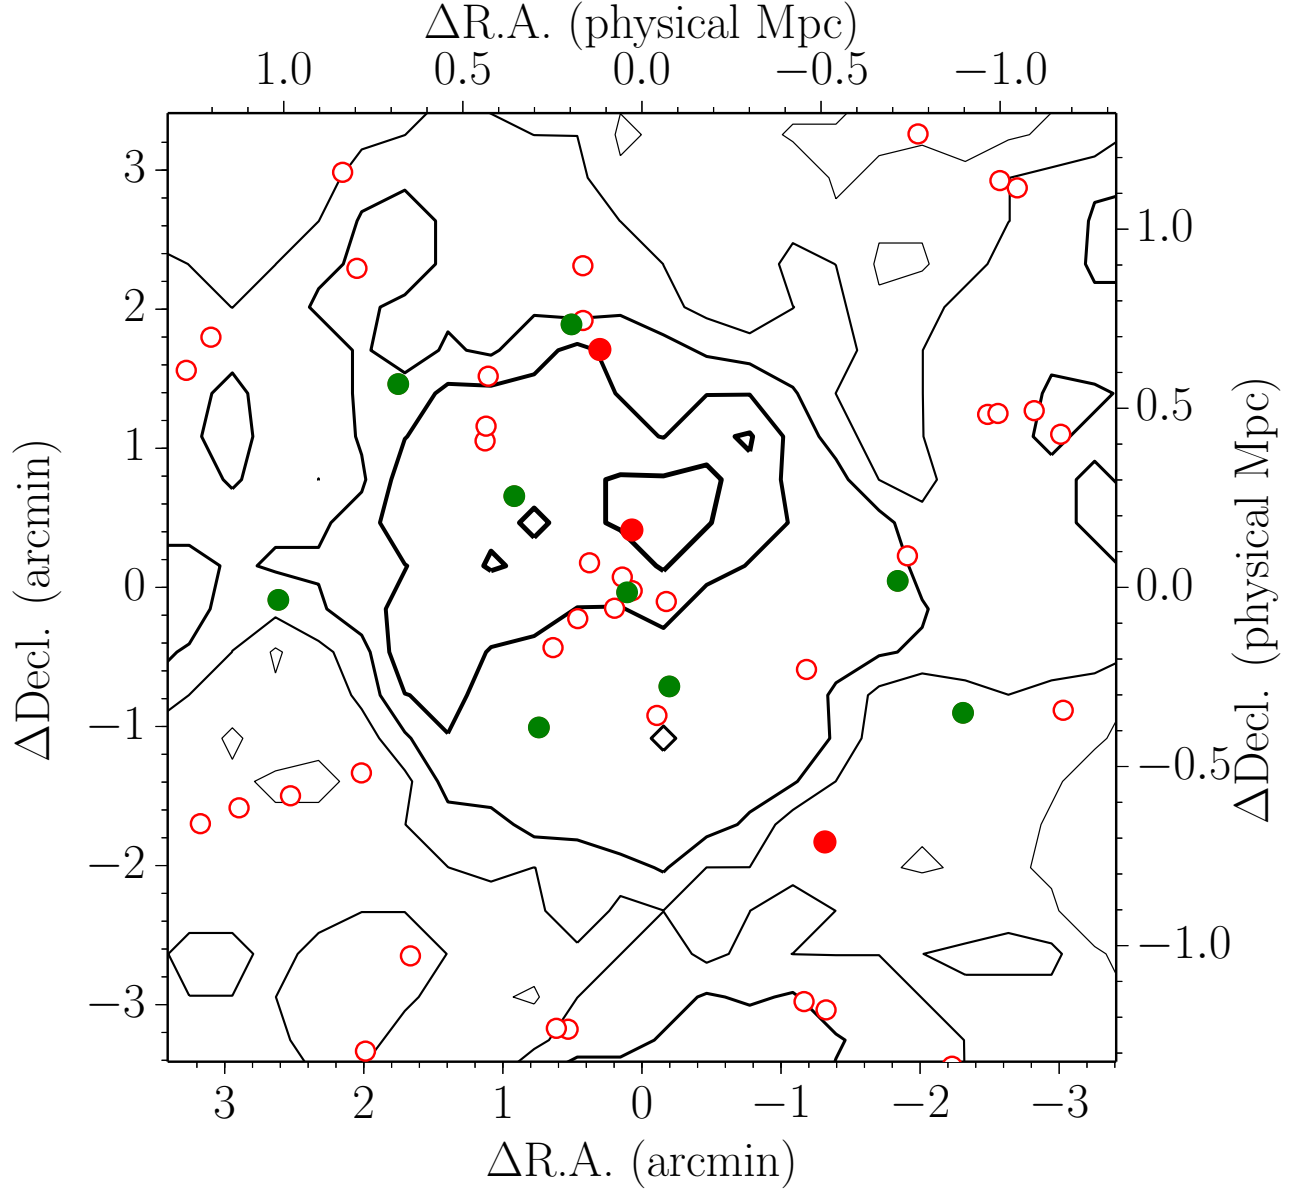 ΔR.A. (physical Mpc)
1.0 0.5 0.0 −0.5 −1.0
3
2
1
0
−1
−2
−3
ΔDecl. (arcmin)
1.0
0.5
0.0
−0.5
−1.0
ΔDecl. (physical Mpc)
3 2 1 0 −1 −2 −3
ΔR.A. (arcmin)